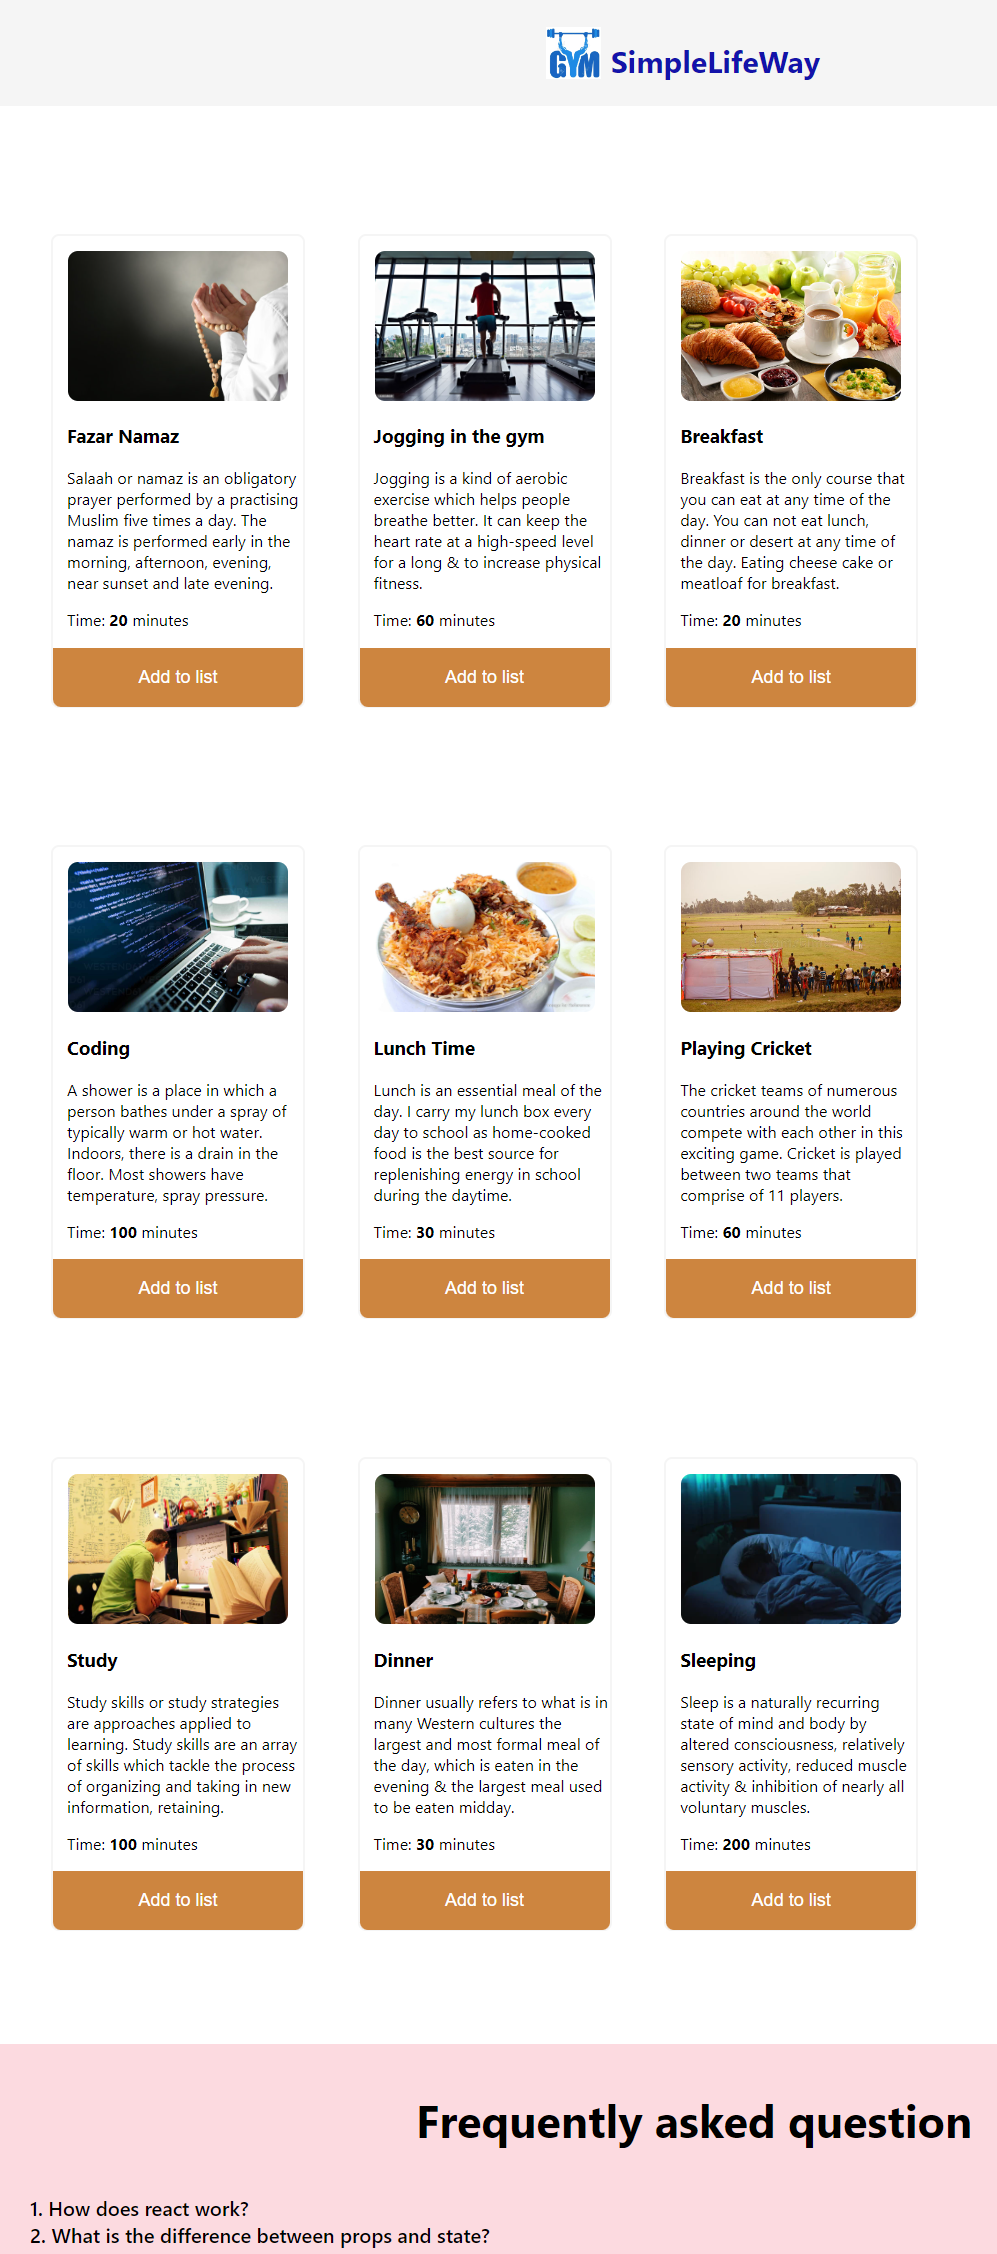 GYM SimpleLifeWay
Fazar Namaz
Salaah or namaz is an obligatory
prayer performed by a practising
Muslim five times a day. The
namaz is performed early in the
morning, afternoon, evening,
near sunset and late evening.
Time: 20 minutes
Add to list
Jogging in the gym
Jogging is a kind of aerobic
exercise which helps people
breathe better. It can keep the
heart rate at a high-speed level
for a long & to increase physical
fitness.
Time: 60 minutes
Add to list
Breakfast
Breakfast is the only course that
you can eat at any time of the
day. You can not eat lunch,
dinner or desert at any time of
the day. Eating cheese cake or
meatloaf for breakfast.
Time: 20 minutes
Add to list
Coding
A shower is a place in which a
person bathes under a spray of
typically warm or hot water.
Indoors, there is a drain in the
floor. Most showers have
temperature, spray pressure.
Time: 100 minutes
Add to list
Lunch Time
Lunch is an essential meal of the
day. I carry my lunch box every
day to school as home-cooked
food is the best source for
replenishing energy in school
during the daytime.
Time: 30 minutes
Add to list
Playing Cricket
The cricket teams of numerous
countries around the world
compete with each other in this
exciting game. Cricket is played
between two teams that
comprise of 11 players.
Time: 60 minutes
Add to list
Study
Study skills or study strategies
are approaches applied to
learning. Study skills are an array
of skills which tackle the process
of organizing and taking in new
information, retaining.
Time: 100 minutes
Add to list
Dinner
Dinner usually refers to what is in
many Western cultures the
largest and most formal meal of
the day, which is eaten in the
evening & the largest meal used
to be eaten midday.
Time: 30 minutes
Add to list
Sleeping
Sleep is a naturally recurring
state of mind and body by
altered consciousness, relatively
sensory activity, reduced muscle
activity & inhibition of nearly all
voluntary muscles.
Time: 200 minutes
Add to list
Frequently asked question
1. How does react work?
2. What is the difference between props and state?